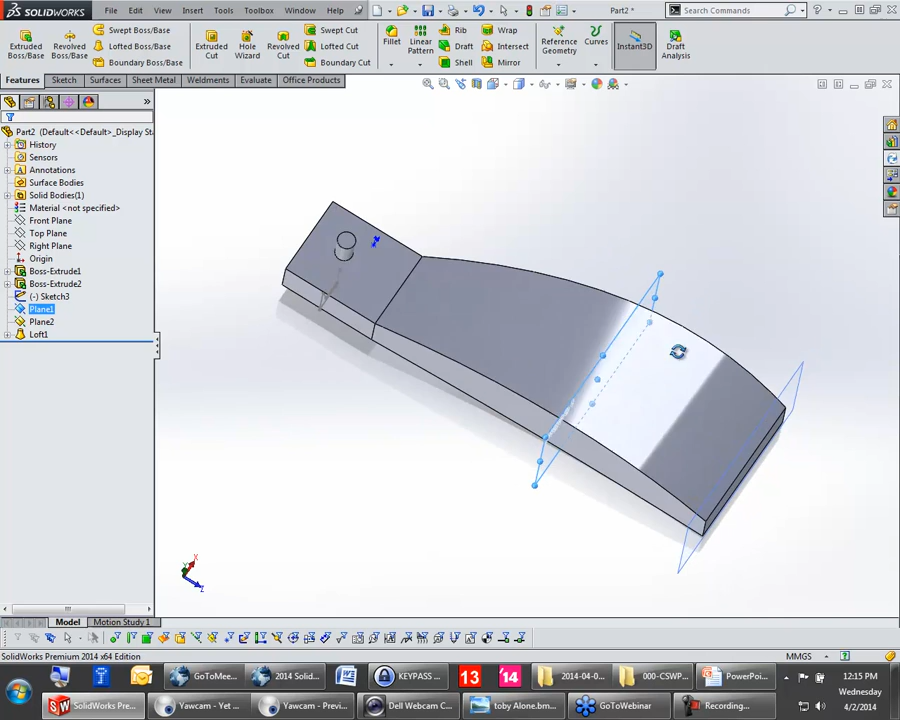 SOLIDWORKS File Edit View Insert Tools Toolbox Window Help Part2 * Search Commands
Extruded Boss/Base Revolved Boss/Base Swept Boss/Base Lofted Boss/Base Boundary Boss/Base Extruded Cut Hole Wizard Revolved Cut Swept Cut Lofted Cut Boundary Cut Fillet Linear Pattern Rib Draft Shell Wrap Intersect Mirror Reference Geometry Curves Instant3D Draft Analysis
Features Sketch Surfaces Sheet Metal Weldments Evaluate Office Products
Part2 (Default<<Default>_Display St
History
Sensors
Annotations
Surface Bodies
Solid Bodies(1)
Material <not specified>
Front Plane
Top Plane
Right Plane
Origin
Boss-Extrude1
Boss-Extrude2
(-) Sketch3
Plane1
Plane2
Loft1
X
Z
Model Motion Study 1
SolidWorks Premium 2014 x64 Edition MMGS
GoToMee... 2014 Solid... KEYPASS ... 13 14 2014-04-0... 000-CSWP... PowerPoi... 12:15 PM
Wednesday
SolidWorks Pre... Yawcam - Yet ... Yawcam - Previ... Dell Webcam C... toby Alone.bm... GoToWebinar Recording... 4/2/2014